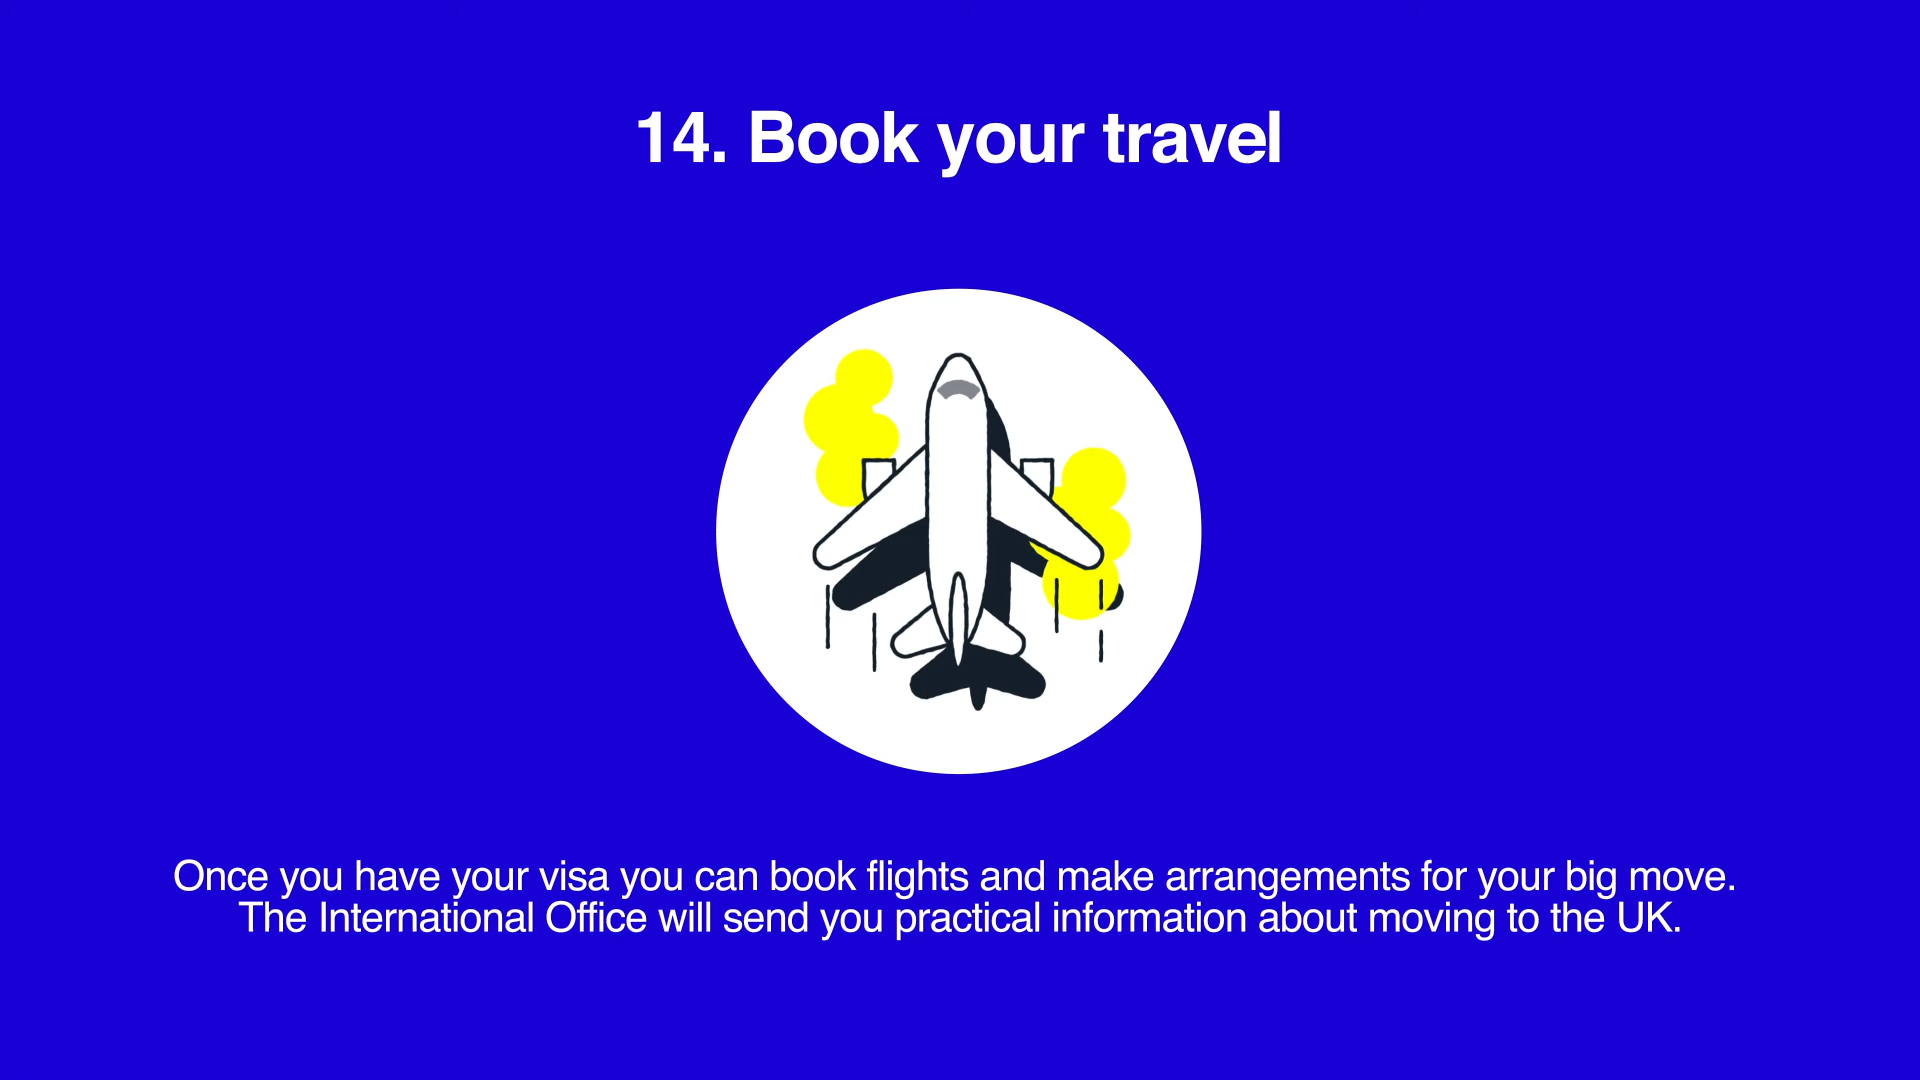 14. Book your travel
Once you have your visa you can book flights and make arrangements for your big move.
The International Office will send you practical information about moving to the UK.